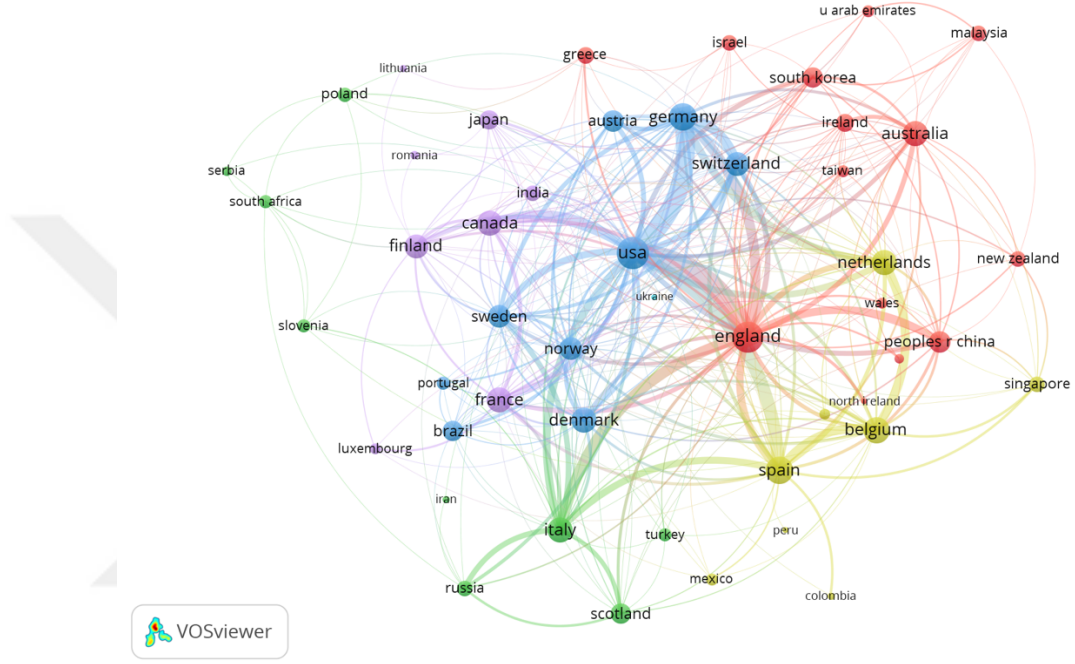 u arab emirates
malaysia
israel
greece
lithuania
south korea
poland
japan
austria
germany
ireland
australia
romania
switzerland
taiwan
serbia
india
south africa
canada
finland
usa
netherlands
new zealand
ukraine
wales
slovenia
sweden
england
norway
peoples r china
portugal
singapore
france
north ireland
brazil
denmark
belgium
luxembourg
spain
iran
italy
turkey
peru
mexico
russia
colombia
scotland
VOSviewer